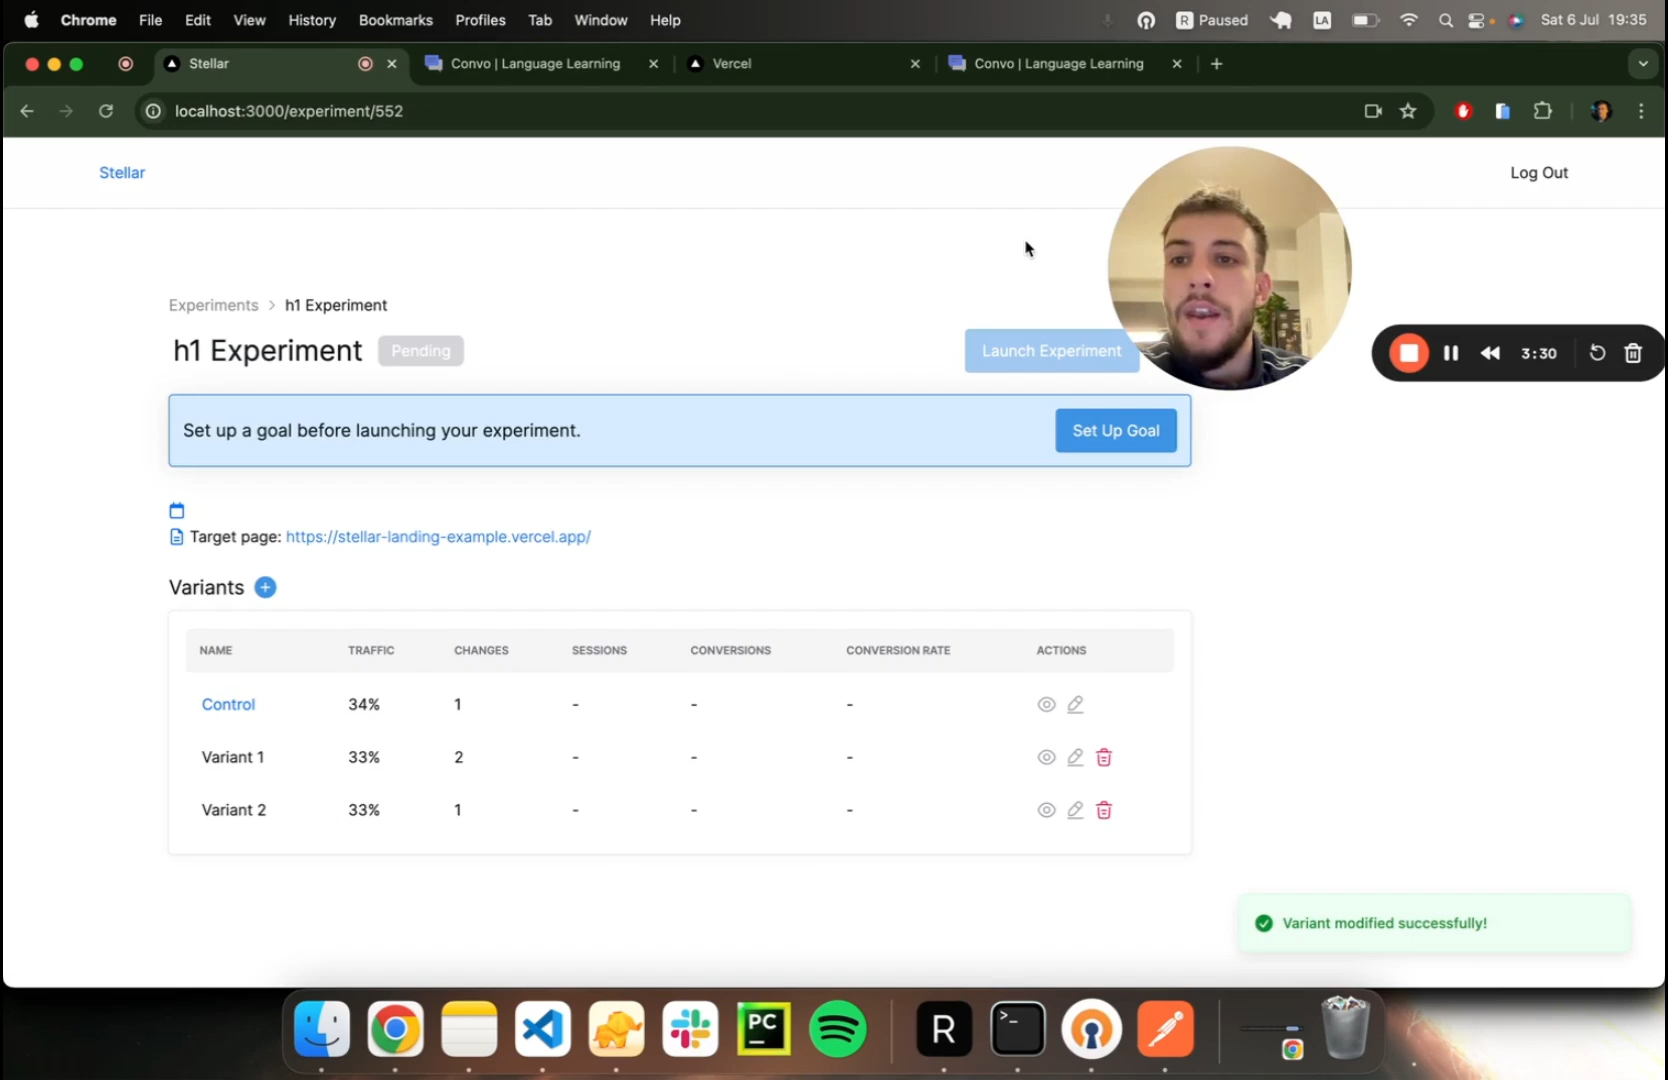 Chrome File Edit View History Bookmarks Profiles Tab Window Help R Paused LA Sat 6 Jul 19:35
Stellar Convo | Language Learning Vercel Convo | Language Learning
localhost:3000/experiment/552
Stellar Log Out
Experiments > h1 Experiment
h1 Experiment Pending Launch Experiment
3:30
Set up a goal before launching your experiment. Set Up Goal
Target page: https://stellar-landing-example.vercel.app/
Variants
NAME TRAFFIC CHANGES SESSIONS CONVERSIONS CONVERSION RATE ACTIONS
Control 34% 1 - - -
Variant 1 33% 2 - - -
Variant 2 33% 1 - - -
Variant modified successfully!
PC R